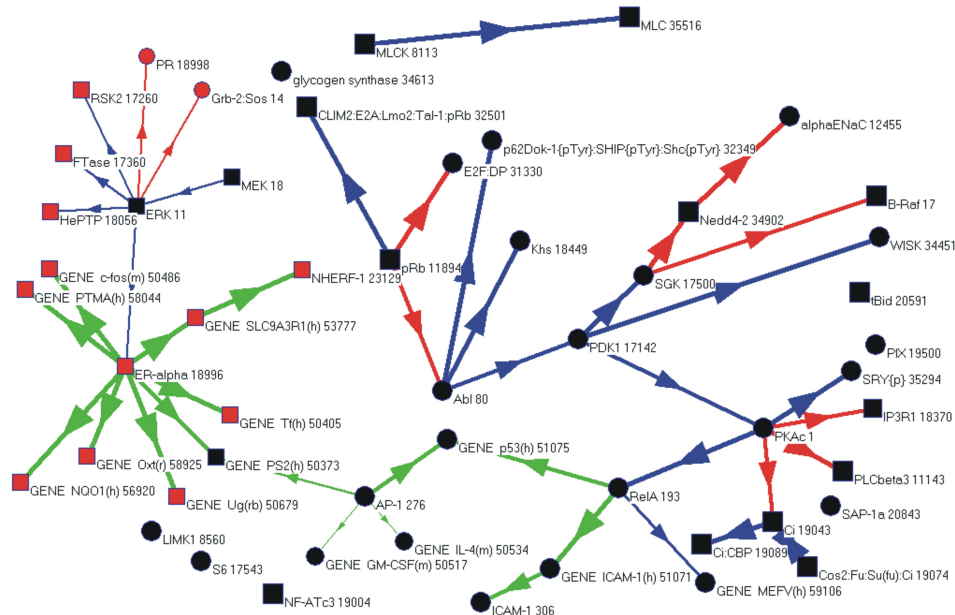 MLC 35516
MLCK 8113
PR 18998
glycogen synthase 34613
RSK2 17260
Grb-2:Sos 14
CLIM2:E2A:Lmo2:Tal-1:pRb 32501
alphaENaC 12455
p62Dok-1{pTyr}:SHIP{pTyr}:Shc{pTyr} 32349
FTase 17360
E2F:DP 31330
MEK 18
B-Raf 17
HePTP 18056
ERK 11
Nedd4-2 34902
Khs 18449
WISK 34451
pRb 11894
GENE c-fos(m) 50486
NHERF-1 23129
SGK 17500
GENE PTMA(h) 58044
tBid 20591
GENE SLC9A3R1(h) 53777
PDK1 17142
PIX 19500
ER-alpha 18996
SRY{p} 35294
Abl 80
GENE Tf(h) 50405
IP3R1 18370
PKAc 1
GENE p53(h) 51075
GENE Oxt(r) 58925
GENE PS2(h) 50373
PLCbeta3 11143
GENE NQO1(h) 56920
RelA 193
GENE Ug(rb) 50679
AP-1 276
SAP-1a 20843
Ci 19043
LIMK1 8560
GENE IL-4(m) 50534
Ci:CBP 19089
GENE GM-CSF(m) 50517
S6 17543
GENE ICAM-1(h) 51071
Cos2:Fu:Su(fu):Ci 19074
GENE MEFV(h) 59106
NF-ATc3 19004
ICAM-1 306